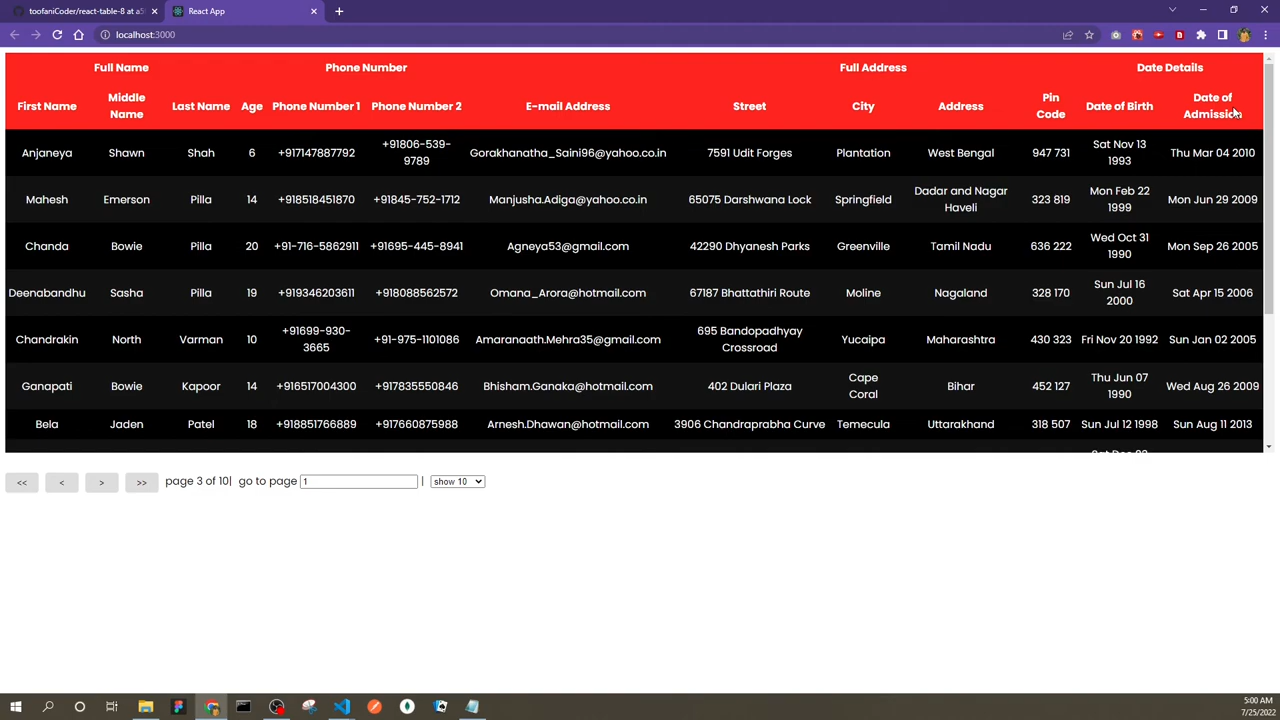 toofaniCoder/react-table-8 at a5
React App
localhost:3000
Full Name Phone Number Full Address Date Details
First Name Middle Name Last Name Age Phone Number 1 Phone Number 2 E-mail Address Street City Address Pin Code Date of Birth Date of Admission
Anjaneya Shawn Shah 6 +917147887792 +91806-539-9789 Gorakhanatha_Saini96@yahoo.co.in 7591 Udit Forges Plantation West Bengal 947 731 Sat Nov 13 1993 Thu Mar 04 2010
Mahesh Emerson Pilla 14 +918518451870 +91845-752-1712 Manjusha.Adiga@yahoo.co.in 65075 Darshwana Lock Springfield Dadar and Nagar Haveli 323 819 Mon Feb 22 1999 Mon Jun 29 2009
Chanda Bowie Pilla 20 +91-716-5862911 +91695-445-8941 Agneya53@gmail.com 42290 Dhyanesh Parks Greenville Tamil Nadu 636 222 Wed Oct 31 1990 Mon Sep 26 2005
Deenabandhu Sasha Pilla 19 +919346203611 +918088562572 Omana_Arora@hotmail.com 67187 Bhattathiri Route Moline Nagaland 328 170 Sun Jul 16 2000 Sat Apr 15 2006
Chandrakin North Varman 10 +91699-930-3665 +91-975-1101086 Amaranaath.Mehra35@gmail.com 695 Bandopadhyay Crossroad Yucaipa Maharashtra 430 323 Fri Nov 20 1992 Sun Jan 02 2005
Ganapati Bowie Kapoor 14 +916517004300 +917835550846 Bhisham.Ganaka@hotmail.com 402 Dulari Plaza Cape Coral Bihar 452 127 Thu Jun 07 1990 Wed Aug 26 2009
Bela Jaden Patel 18 +918851766889 +917660875988 Arnesh.Dhawan@hotmail.com 3906 Chandraprabha Curve Temecula Uttarakhand 318 507 Sun Jul 12 1998 Sun Aug 11 2013
<< < > >> page 3 of 10| go to page 1 | show 10
5:00 AM
7/25/2022